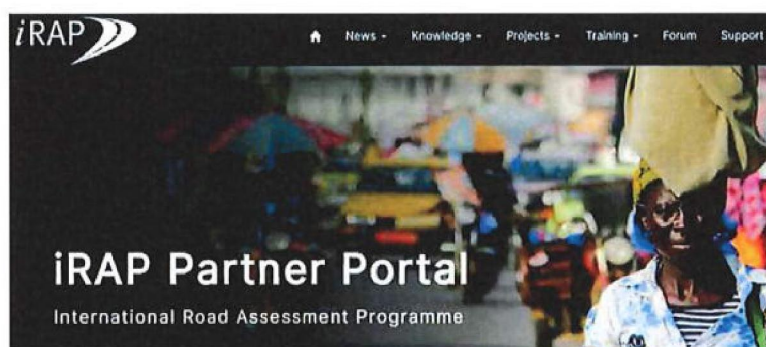 iRAP
News - Knowledge - Projects - Training - Forum Support
iRAP Partner Portal
International Road Assessment Programme